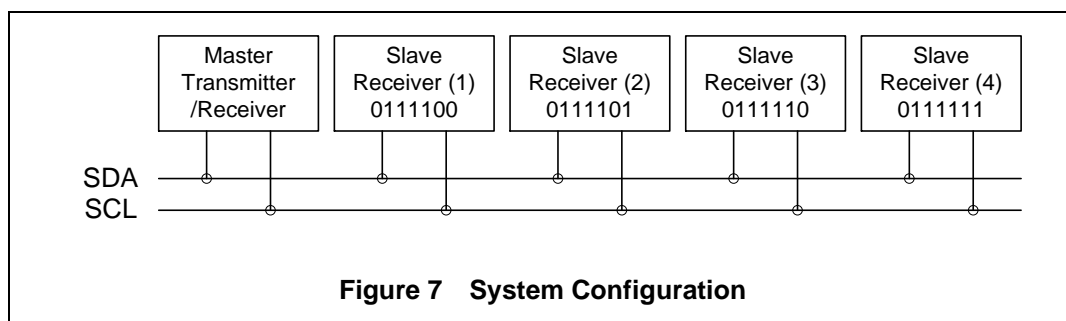 Master
Transmitter
/Receiver
Slave
Receiver (1)
0111100
Slave
Receiver (2)
0111101
Slave
Receiver (3)
0111110
Slave
Receiver (4)
0111111
SDA
SCL
Figure 7 System Configuration